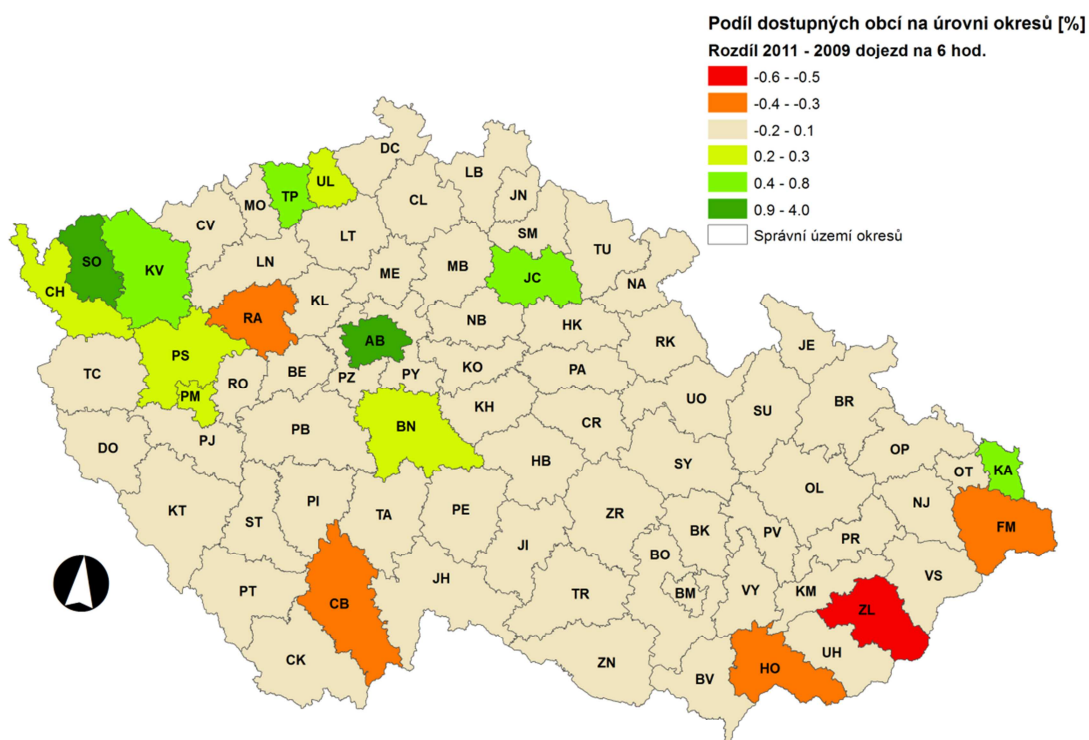 Podíl dostupných obcí na úrovni okresů [%]
Rozdíl 2011 - 2009 dojezd na 6 hod.
-0.6 - -0.5
-0.4 - -0.3
-0.2 - 0.1
0.2 - 0.3
0.4 - 0.8
0.9 - 4.0
Správní území okresů
DC
LB
UL
TP
JN
MO
CL
CV
SM
LT
TU
SO
KV
LN
ME
MB
JC
NA
CH
KL
RA
NB
HK
AB
RK
JE
PS
TC
RO
BE
PZ
PY
KO
PA
PM
UO
SU
BR
KH
BN
CR
PJ
PB
DO
OP
HB
SY
OT
KA
OL
KT
ST
PI
TA
PE
ZR
NJ
FM
JI
BK
PV
PR
BO
VS
JH
PT
TR
BM
VY
KM
CB
ZL
UH
CK
ZN
HO
BV